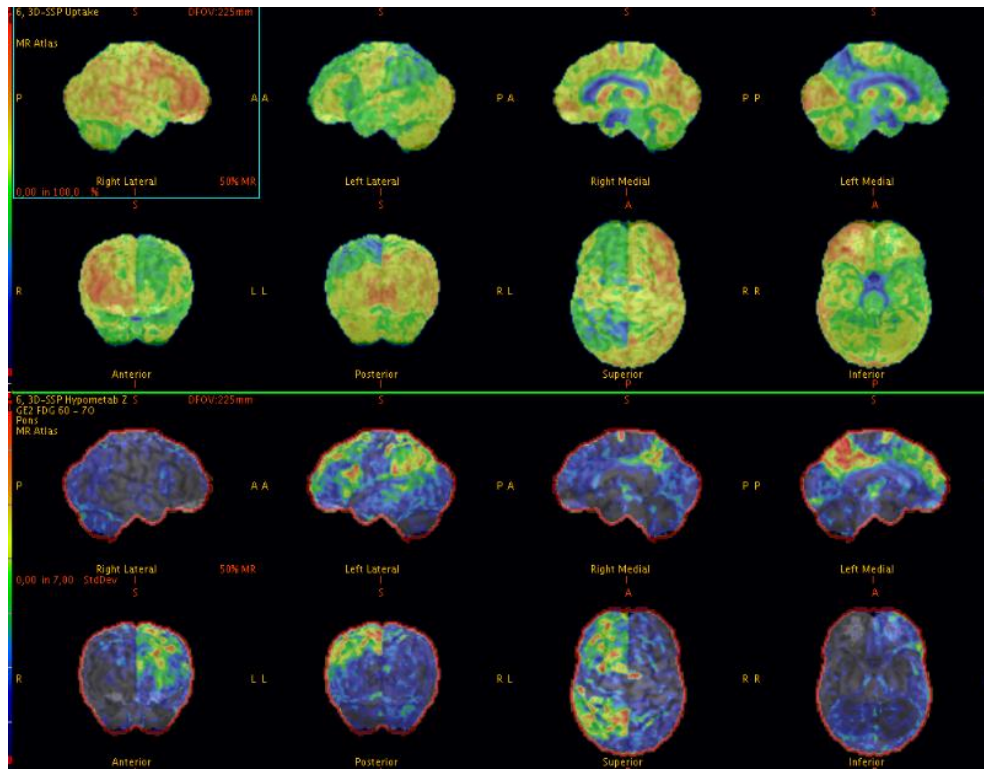 6, 3D-SSP Uptake S DFOV:225mm S S S
MR Atlas
P A A P A P P A
Right Lateral 50% MR Left Lateral Right Medial Left Medial
0,00 in 100,0 % I I I I
S S A A
R L L R L R R
Anterior Posterior Superior Inferior
I I P P
6, 3D-SSP Hypometab Z S DFOV:225mm S S S
GE2 FDG 60 - 70
Pons
MR Atlas
P A A P A P P
Right Lateral 50% MR Left Lateral Right Medial Left Medial
0,00 in 7,00 StdDev I I I I
S S A A
R L L R L R R
Anterior Posterior Superior Inferior